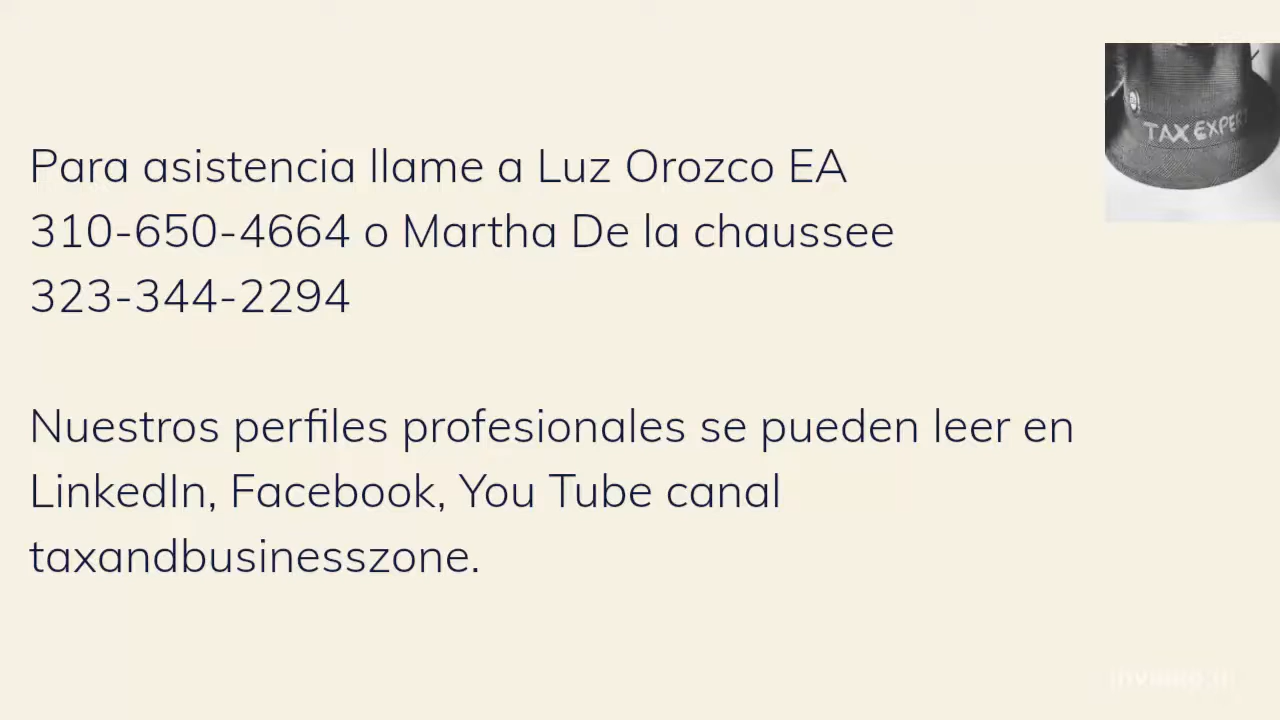 TAX EXPER
Para asistencia llame a Luz Orozco EA
310-650-4664 o Martha De la chaussee
323-344-2294
Nuestros perfiles profesionales se pueden leer en
LinkedIn, Facebook, You Tube canal
taxandbusinesszone.